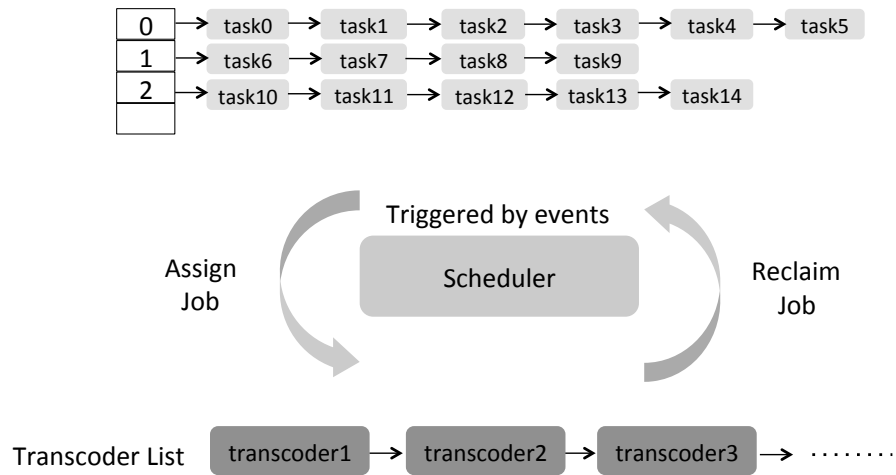 0 task0 task1 task2 task3 task4 task5
1 task6 task7 task8 task9
2 task10 task11 task12 task13 task14
Triggered by events
Scheduler
Assign
Job
Reclaim
Job
Transcoder List transcoder1 transcoder2 transcoder3 .......